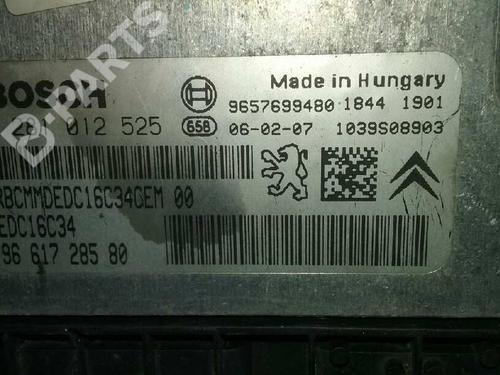 B-PARTS
BOSCH
Made in Hungary
9657699480 1844 1901
012 525 658 06-02-07 1039S08903
RBCMMDEDC16C34GEM 00
EDC16C34
96 617 285 80